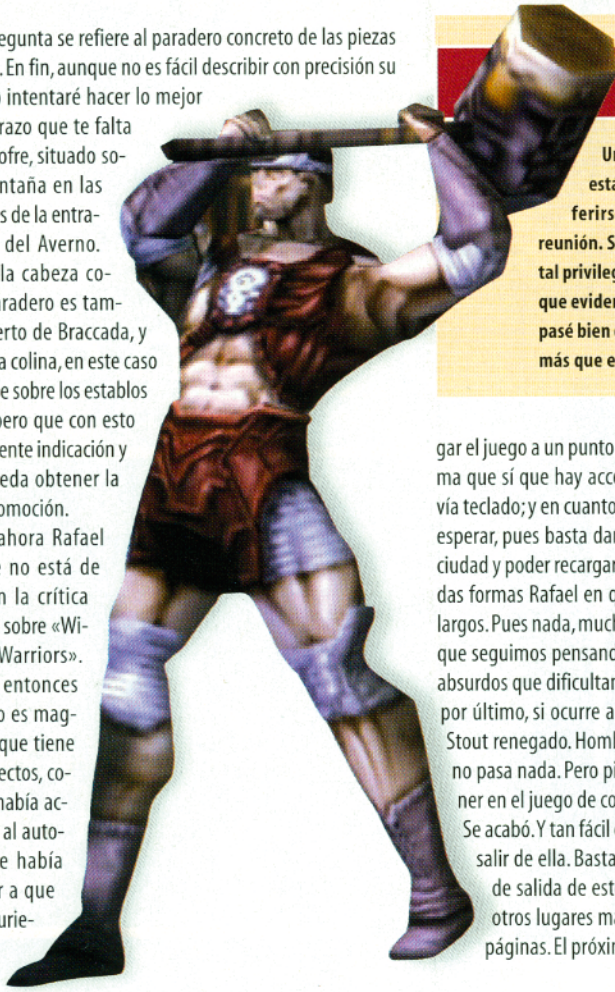 egunta se refiere al paradero concreto de las piezas
. En fin, aunque no es fácil describir con precisión su
intentaré hacer lo mejor
razo que te falta
ofre, situado so-
ntaña en las
s de la entra-
del Averno.
la cabeza co-
aradero es tam-
erto de Braccada, y
a colina, en este caso
e sobre los establos
pero que con esto
ente indicación y
eda obtener la
omoción.
ahora Rafael
e no está de
n la crítica
sobre «Wi-
Warriors».
entonces
o es mag-
que tiene
ectos, co-
había ac-
al auto-
e había
r a que
urie-
esta
ferirs
reunión. S
tal privileg
que eviden
pasé bien
más que e
gar el juego a un punto
ma que sí que hay acc
vía teclado; y en cuanto
esperar, pues basta dar
ciudad y poder recargar
das formas Rafael en
largos. Pues nada, much
que seguimos pensand
absurdos que dificultan
por último, si ocurre a
Stout renegado. Homb
no pasa nada. Pero pi
ner en el juego de co
Se acabó. Y tan fácil
salir de ella. Basta
de salida de est
otros lugares m
páginas. El próxim